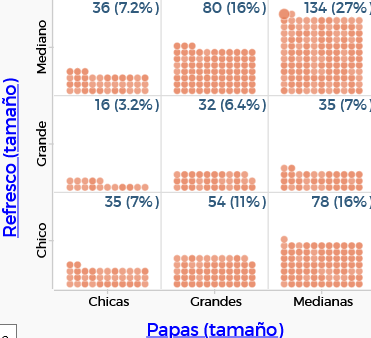 36 (7.2%) 80 (16%) 134 (27%)
Mediano
16 (3.2%) 32 (6.4%) 35 (7%)
Grande
35 (7%) 54 (11%) 78 (16%)
Chico
Refresco (tamaño)
Chicas Grandes Medianas
Papas (tamaño)